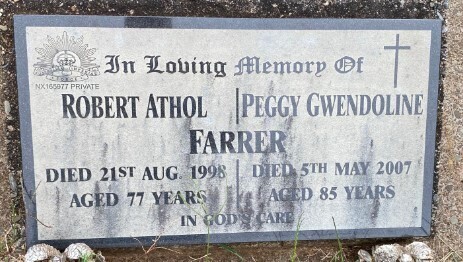 In Loving Memory Of
NX165977 PRIVATE
ROBERT ATHOL PEGGY GWENDOLINE
FARRER
DIED 21ST AUG. 1998 DIED 5TH MAY 2007
AGED 77 YEARS AGED 85 YEARS
IN GOD'S CARE